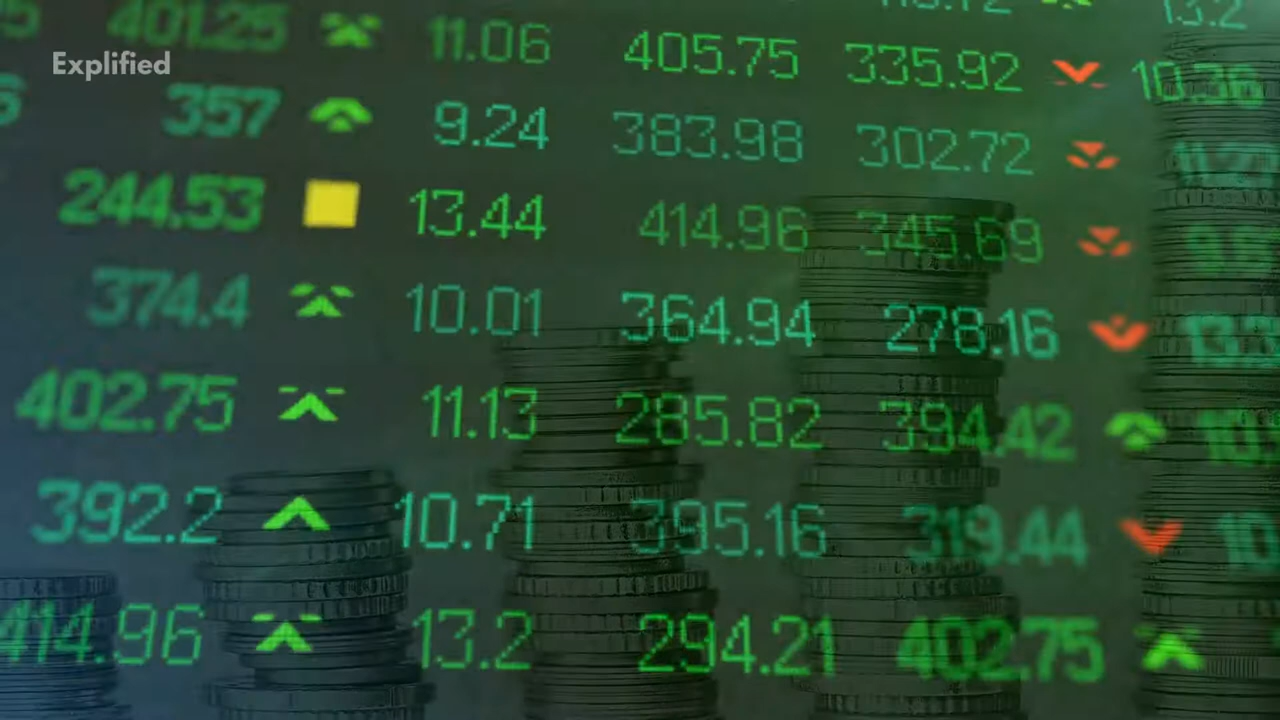 Explified
401.25 11.06 405.75 335.92 10.36
357 9.24 383.98 302.72
244.53 13.44 414.96 345.69
374.4 10.01 364.94 278.16
402.75 11.13 285.82 394.42
392.2 10.71 395.16 319.44
414.96 13.2 294.21 402.75